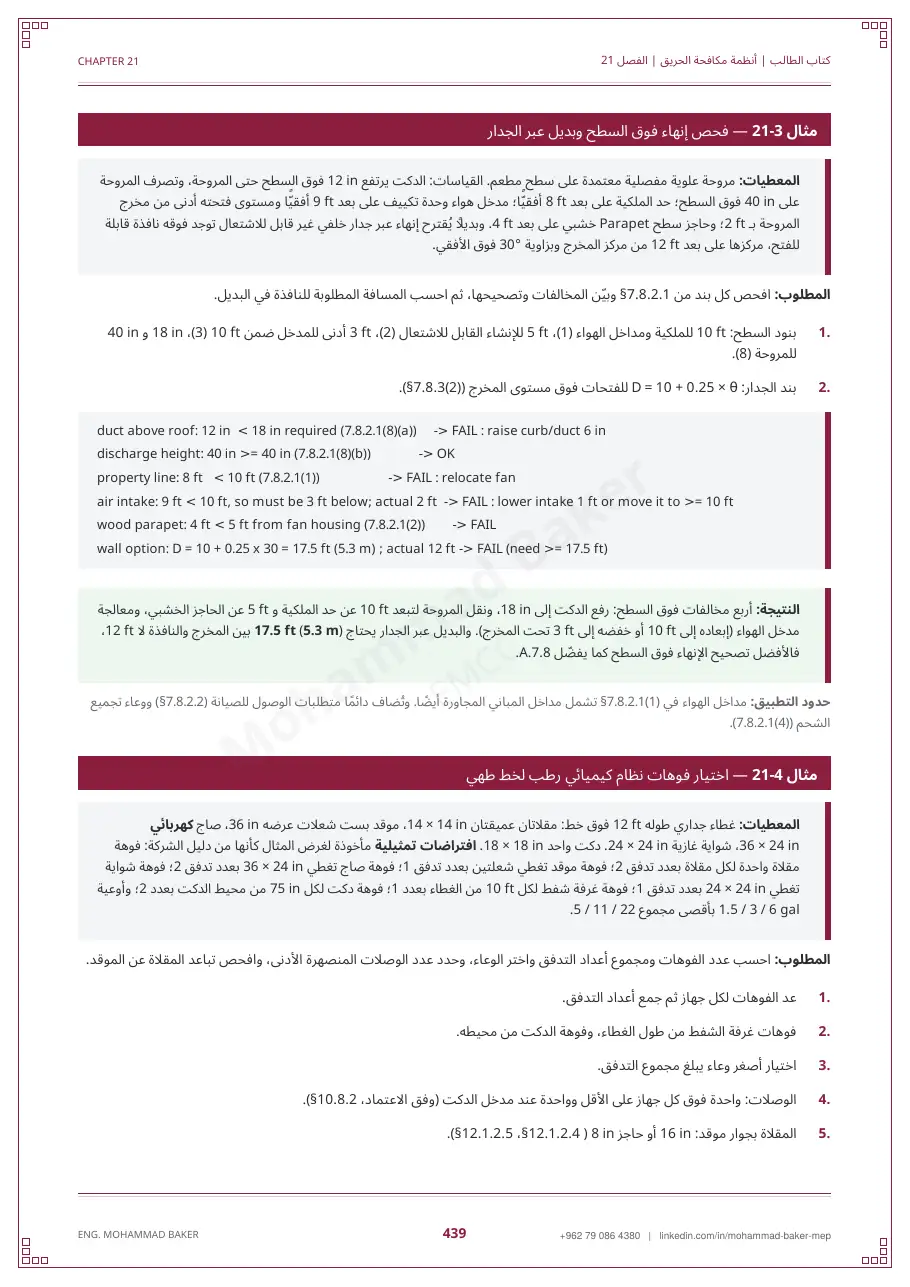 CHAPTER 21
كتاب الطالب | أنظمة مكافحة الحريق | الفصل 21
مثال 3-21 — فحص إنهاء فوق السطح وبديل عبر الجدار
المعطيات: مروحة علوية مفصلية معتمدة على سطح مطعم. القياسات: الدكت يرتفع 12 in فوق السطح حتى المروحة، وتصرف المروحة
على 40 in فوق السطح؛ حد الملكية على بعد 8 ft أفقيًّا؛ مدخل هواء وحدة تكييف على بعد 9 ft أفقيًّا ومستوى فتحته أدنى من مخرج
المروحة بـ 2 ft؛ وحاجز سطح Parapet خشبي على بعد 4 ft. وبديلًا يُقترح إنهاء عبر جدار خلفي غير قابل للاشتعال توجد فوقه نافذة قابلة
للفتح، مركزها على بعد 12 ft من مركز المخرج وبزاوية 30° فوق الأفقي.
المطلوب: افحص كل بند من §7.8.2.1 وبيّن المخالفات وتصحيحها، ثم احسب المسافة المطلوبة للنافذة في البديل.
1. بنود السطح: 10 ft للملكية ومداخل الهواء (1)، 5 ft للإنشاء القابل للاشتعال (2)، 3 ft أدنى للمدخل ضمن 10 ft (3)، 18 in و 40 in
للمروحة (8).
2. بند الجدار: D = 10 + 0.25 × θ للفتحات فوق مستوى المخرج (§7.8.3(2)).
duct above roof: 12 in < 18 in required (7.8.2.1(8)(a)) -> FAIL : raise curb/duct 6 in
discharge height: 40 in >= 40 in (7.8.2.1(8)(b)) -> OK
property line: 8 ft < 10 ft (7.8.2.1(1)) -> FAIL : relocate fan
air intake: 9 ft < 10 ft, so must be 3 ft below; actual 2 ft -> FAIL : lower intake 1 ft or move it to >= 10 ft
wood parapet: 4 ft < 5 ft from fan housing (7.8.2.1(2)) -> FAIL
wall option: D = 10 + 0.25 x 30 = 17.5 ft (5.3 m) ; actual 12 ft -> FAIL (need >= 17.5 ft)
النتيجة: أربع مخالفات فوق السطح: رفع الدكت إلى 18 in، ونقل المروحة لتبعد 10 ft عن حد الملكية و 5 ft عن الحاجز الخشبي، ومعالجة
مدخل الهواء (إبعاده إلى 10 ft أو خفضه إلى 3 ft تحت المخرج). والبديل عبر الجدار يحتاج 17.5 ft (5.3 m) بين المخرج والنافذة لا 12 ft،
فالأفضل تصحيح الإنهاء فوق السطح كما يفضّل A.7.8.
حدود التطبيق: مداخل الهواء في §7.8.2.1(1) تشمل مداخل المباني المجاورة أيضًا. وتُضاف دائمًا متطلبات الوصول للصيانة (§7.8.2.2) ووعاء تجميع
الشحم (7.8.2.1(4)).
مثال 4-21 — اختيار فوهات نظام كيميائي رطب لخط طهي
المعطيات: غطاء جداري طوله 12 ft فوق خط: مقلاتان عميقتان 14 × 14 in، موقد بست شعلات عرضه 36 in، صاج كهربائي
36 × 24 in، شواية غازية 24 × 24 in. دكت واحد 18 × 18 in. افتراضات تمثيلية مأخوذة لغرض المثال كأنها من دليل الشركة: فوهة
مقلاة واحدة لكل مقلاة بعدد تدفق 2؛ فوهة موقد تغطي شعلتين بعدد تدفق 1؛ فوهة صاج تغطي 36 × 24 in بعدد تدفق 2؛ فوهة شواية
تغطي 24 × 24 in بعدد تدفق 1؛ فوهة غرفة شفط لكل 10 ft من الغطاء بعدد 1؛ فوهة دكت لكل 75 in من محيط الدكت بعدد 2؛ وأوعية
1.5 / 3 / 6 gal بأقصى مجموع 22 / 11 / 5.
المطلوب: احسب عدد الفوهات ومجموع أعداد التدفق واختر الوعاء، وحدد عدد الوصلات المنصهرة الأدنى، وافحص تباعد المقلاة عن الموقد.
1. عد الفوهات لكل جهاز ثم جمع أعداد التدفق.
2. فوهات غرفة الشفط من طول الغطاء، وفوهة الدكت من محيطه.
3. اختيار أصغر وعاء يبلغ مجموع التدفق.
4. الوصلات: واحدة فوق كل جهاز على الأقل وواحدة عند مدخل الدكت (وفق الاعتماد، §10.8.2).
5. المقلاة بجوار موقد: 16 in أو حاجز 8 in ( §12.1.2.4، §12.1.2.5).
ENG. MOHAMMAD BAKER
439
+962 79 086 4380 | linkedin.com/in/mohammad-baker-mep